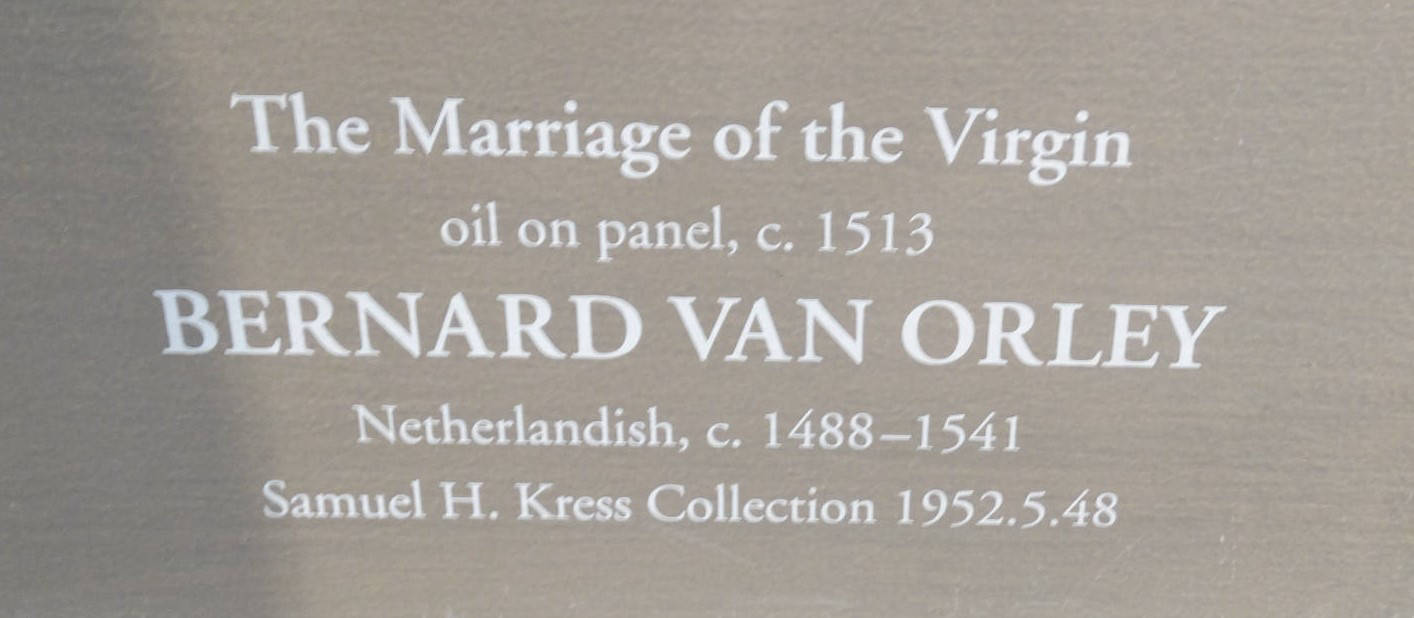 The Marriage of the Virgin
oil on panel, c. 1513
BERNARD VAN ORLEY
Netherlandish, c. 1488–1541
Samuel H. Kress Collection 1952.5.48